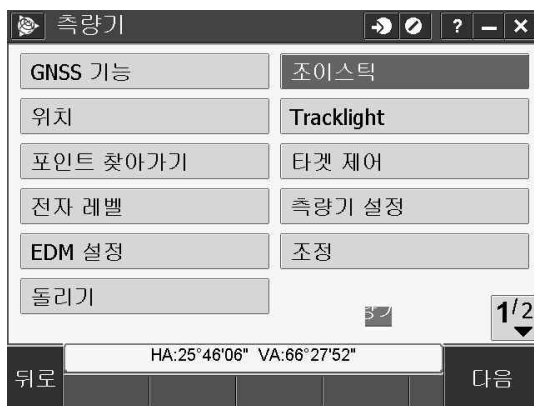 측량기
? – ×
GNSS 기능
조이스틱
위치
Tracklight
포인트 찾아가기
타겟 제어
전자 레벨
측량기 설정
EDM 설정
조정
돌리기
1/2
HA:25°46'06" VA:66°27'52"
뒤로
다음